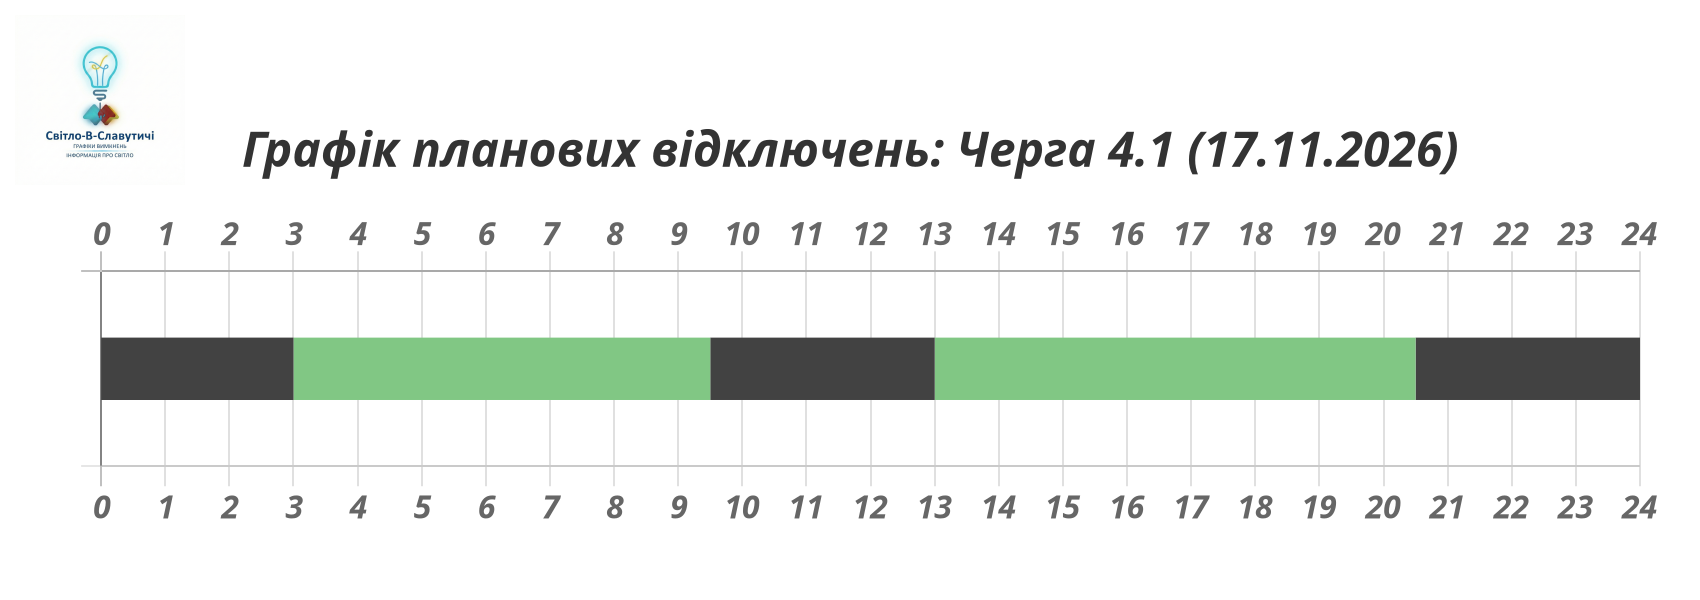 Світло-В-Славутичі
ГРАФІКИ ВИМКНЕНЬ
ІНФОРМАЦІЯ ПРО СВІТЛО
Графік планових відключень: Черга 4.1 (17.11.2026)
0 1 2 3 4 5 6 7 8 9 10 11 12 13 14 15 16 17 18 19 20 21 22 23 24
0 1 2 3 4 5 6 7 8 9 10 11 12 13 14 15 16 17 18 19 20 21 22 23 24